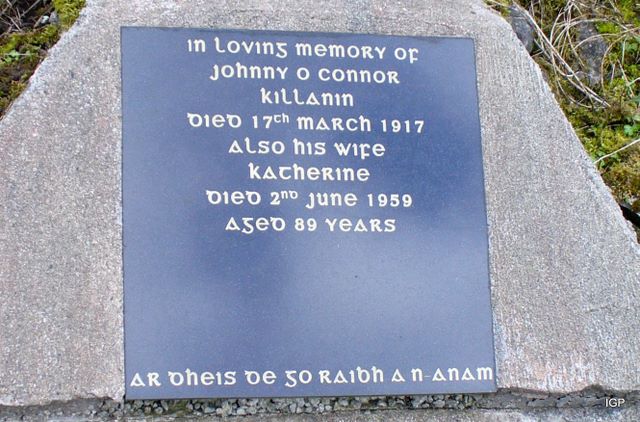 In Loving Memory of
Johnny O Connor
Killanin
Died 17th March 1917
Also his wife
Katherine
Died 2nd June 1959
Aged 89 years
Ar dheis De go raibh a n-anam
IGP